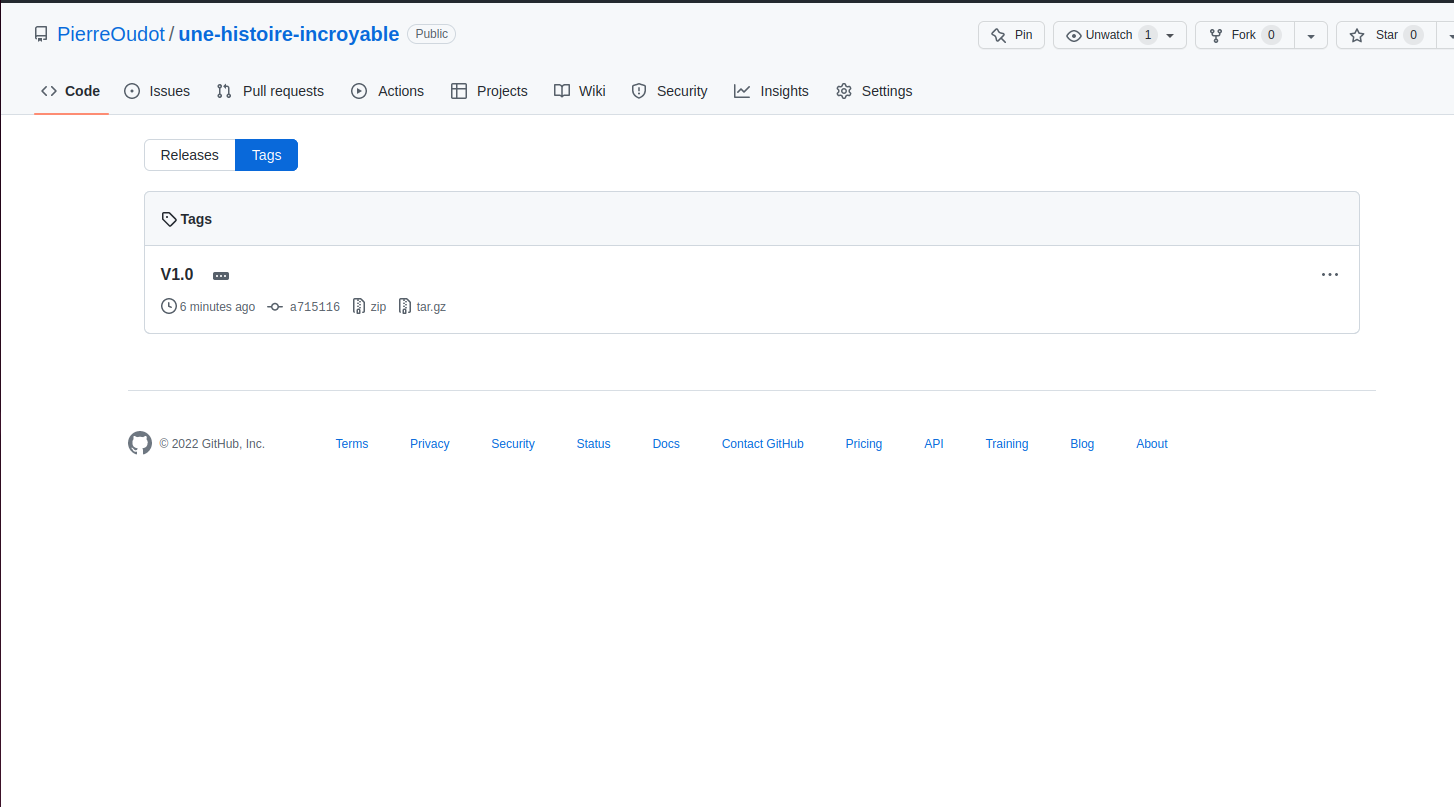 PierreOudot / une-histoire-incroyable Public Pin Unwatch 1 Fork 0 Star 0
Code Issues Pull requests Actions Projects Wiki Security Insights Settings
Releases Tags
Tags
V1.0
6 minutes ago a715116 zip tar.gz
© 2022 GitHub, Inc. Terms Privacy Security Status Docs Contact GitHub Pricing API Training Blog About